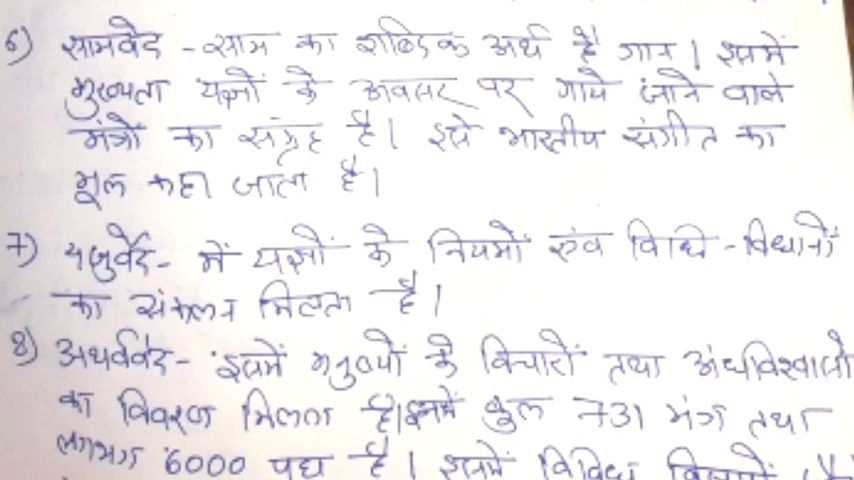 6) सामवेद - साम का शाब्दिक अर्थ है गान। इसमें
मुख्यता यज्ञों के अवसर पर गाये जाने वाले
मंत्रों का संग्रह है। इसे भारतीय संगीत का
मूल कहा जाता है।
7) यजुर्वेद - में यज्ञों के नियमों एंव विधि - विधानों
का संकलन मिलता है।
8) अथर्ववेद - इसमें मनुष्यों के विचारों तथा अंधविश्वासों
का विवरण मिलता है। इसमें कुल 731 मंत्र तथा
लगभग 6000 पद्य है। इसमें विविध विषयों